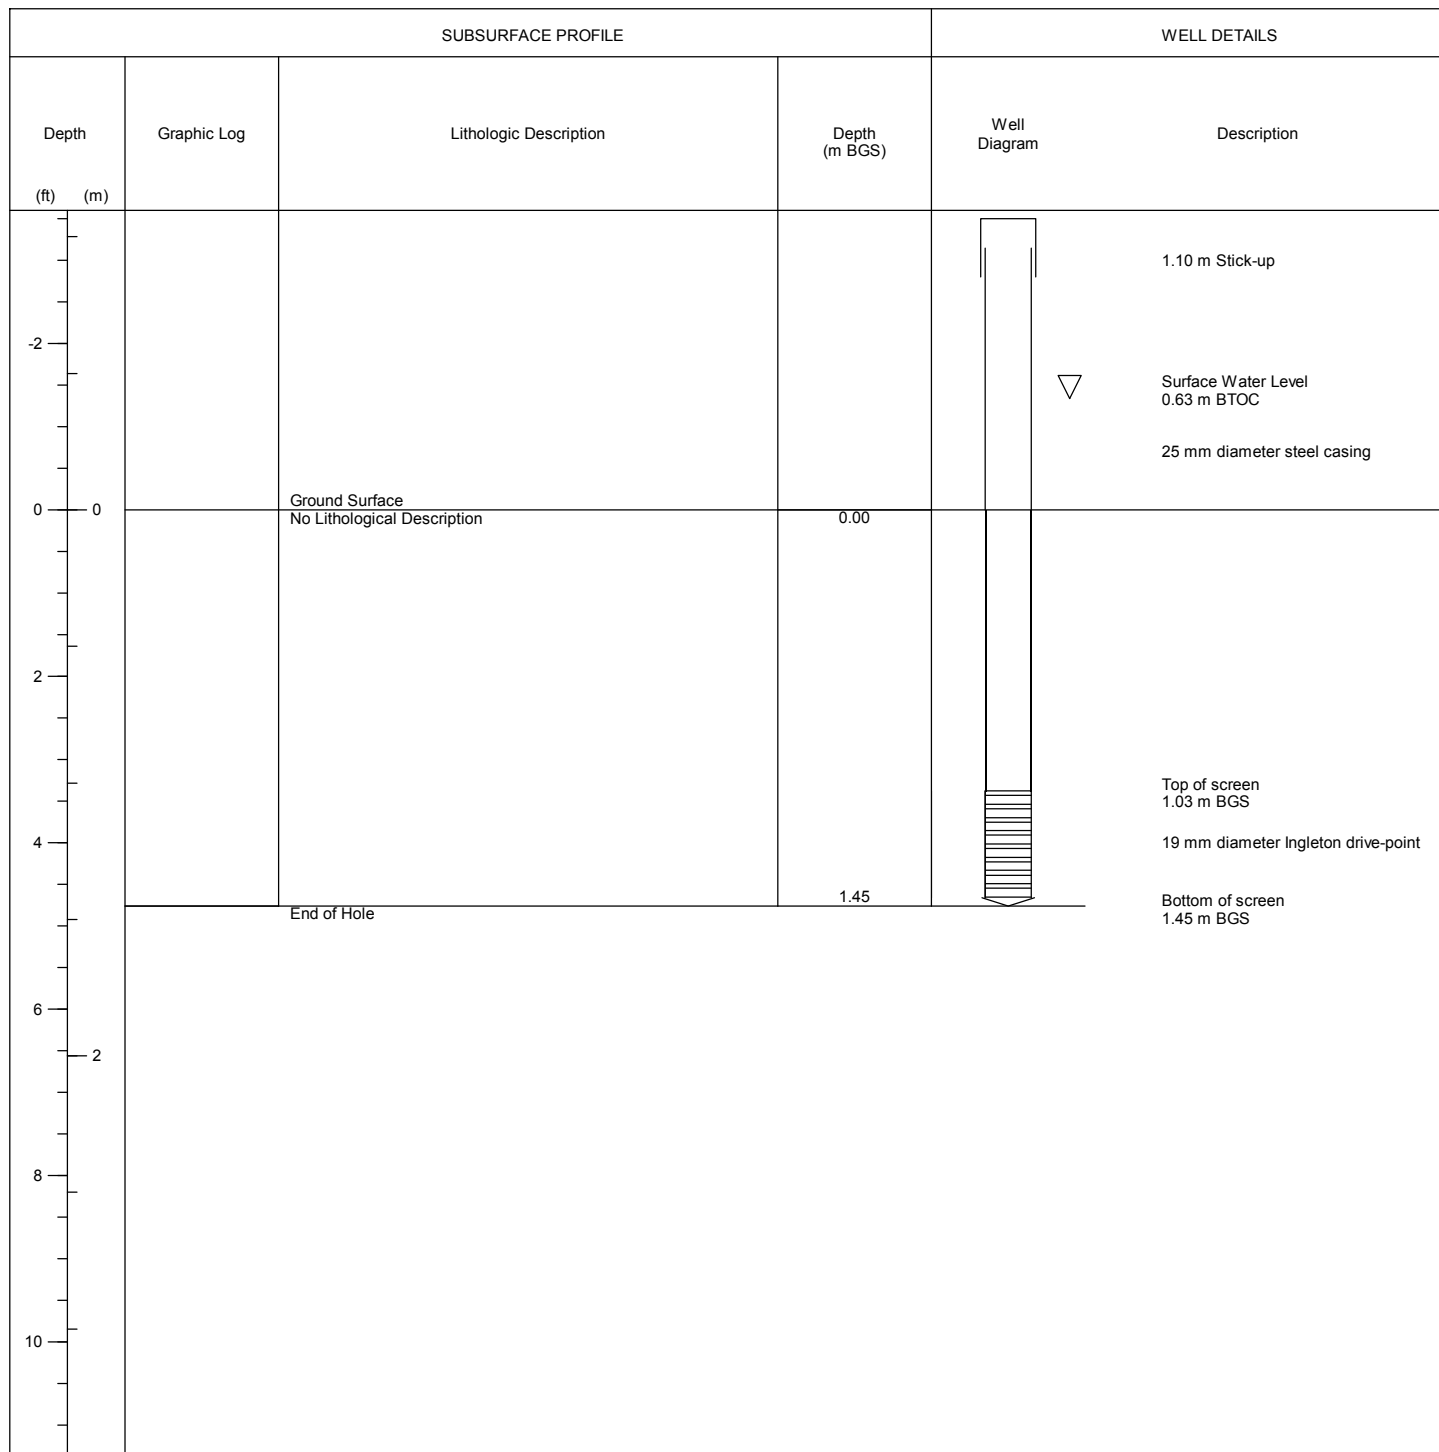 SUBSURFACE PROFILE
WELL DETAILS
Depth
(ft) (m)
Graphic Log
Lithologic Description
Depth
(m BGS)
Well
Diagram
Description
1.10 m Stick-up
-2
Surface Water Level
0.63 m BTOC
25 mm diameter steel casing
Ground Surface
0 0
No Lithological Description
0.00
2
Top of screen
1.03 m BGS
4
19 mm diameter Ingleton drive-point
1.45
Bottom of screen
1.45 m BGS
End of Hole
6
2
8
10